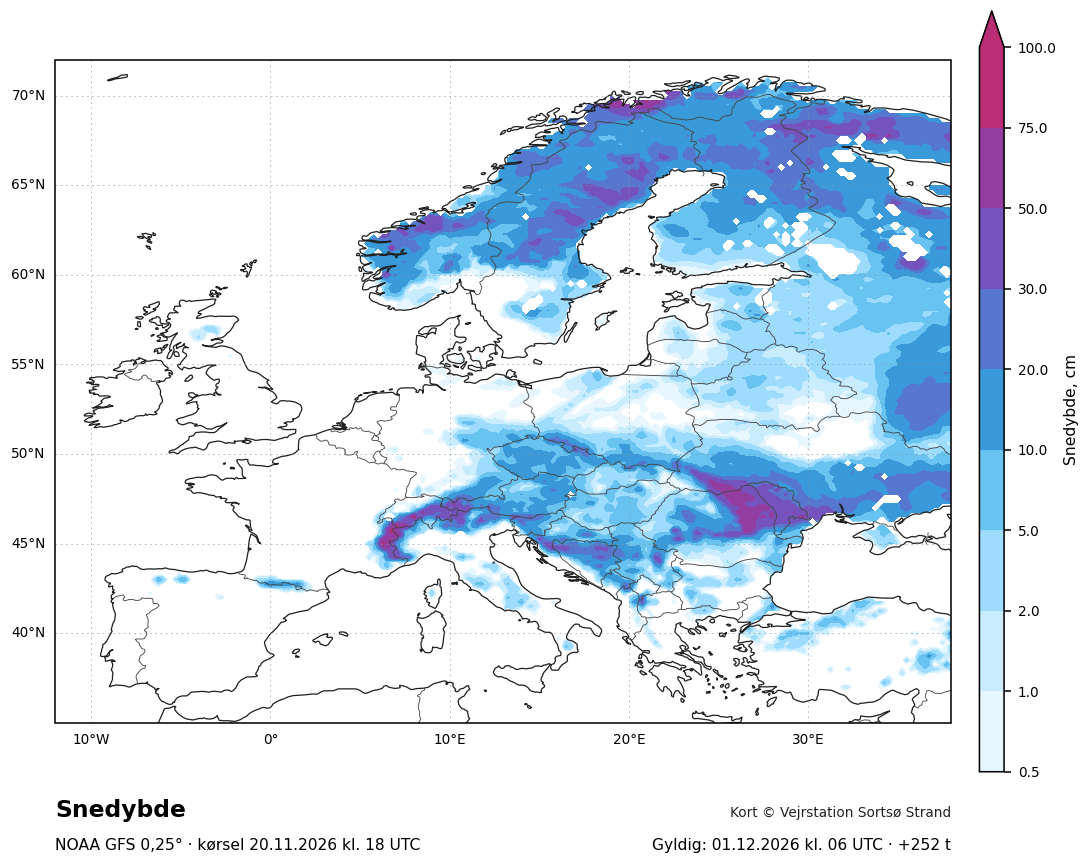 100.0
75.0
50.0
30.0
20.0
10.0
5.0
2.0
1.0
0.5
Snedybde, cm
70°N
65°N
60°N
55°N
50°N
45°N
40°N
10°W
0°
10°E
20°E
30°E
Snedybde
Kort © Vejrstation Sortsø Strand
NOAA GFS 0,25° · kørsel 20.11.2026 kl. 18 UTC
Gyldig: 01.12.2026 kl. 06 UTC · +252 t